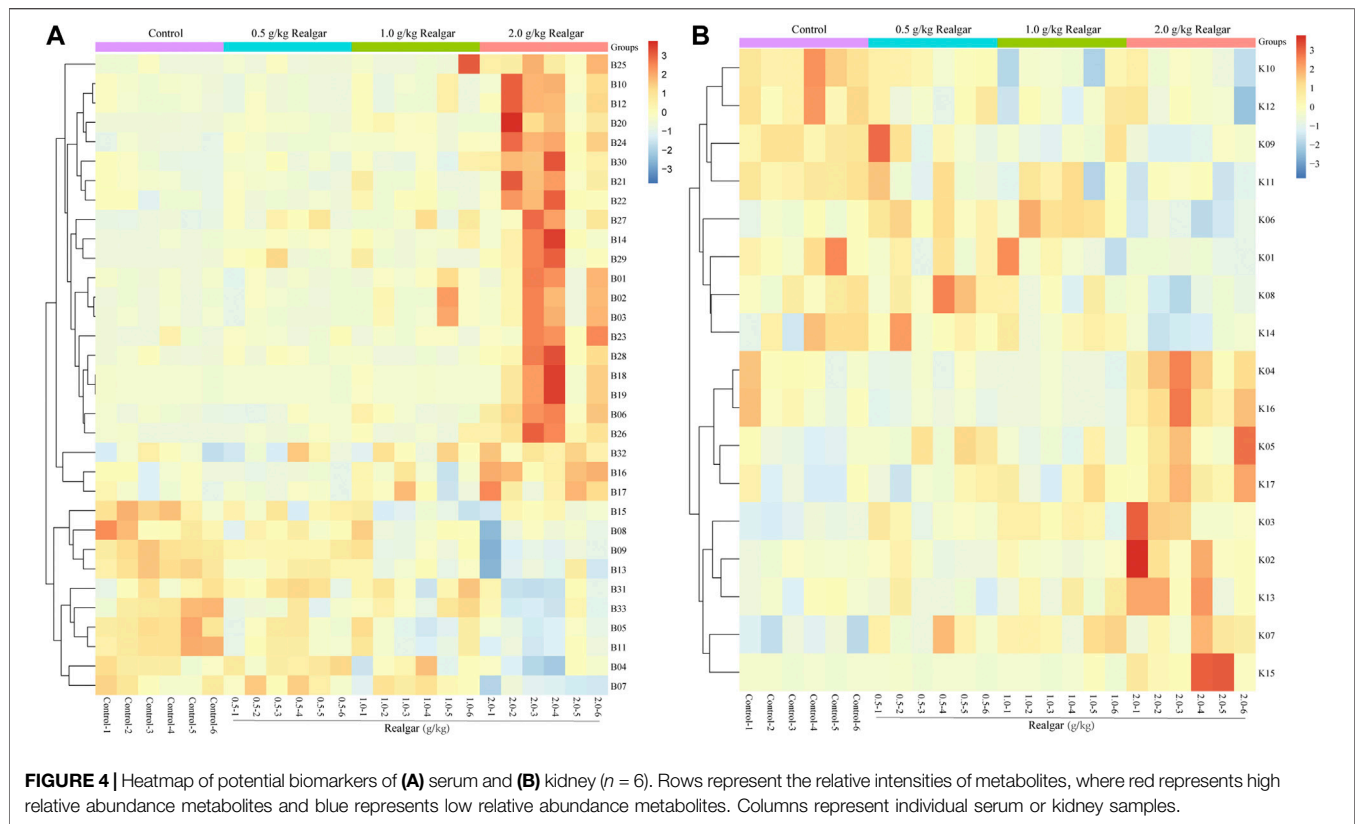 A
Control
0.5 g/kg Realgar
1.0 g/kg Realgar
2.0 g/kg Realgar
Groups
B25
B10
B12
B20
B24
B30
B21
B22
B27
B14
B29
B01
B02
B03
B23
B28
B18
B19
B06
B26
B32
B16
B17
B15
B08
B09
B13
B31
B33
B05
B11
B04
B07
3
2
1
0
−1
−2
−3
Control-1
Control-2
Control-3
Control-4
Control-5
Control-6
0.5-1
0.5-2
0.5-3
0.5-4
0.5-5
0.5-6
1.0-1
1.0-2
1.0-3
1.0-4
1.0-5
1.0-6
2.0-1
2.0-2
2.0-3
2.0-4
2.0-5
2.0-6
Realgar (g/kg)
B
Control
0.5 g/kg Realgar
1.0 g/kg Realgar
2.0 g/kg Realgar
Groups
K10
K12
K09
K11
K06
K01
K08
K14
K04
K16
K05
K17
K03
K02
K13
K07
K15
3
2
1
0
−1
−2
−3
Control-1
Control-2
Control-3
Control-4
Control-5
Control-6
0.5-1
0.5-2
0.5-3
0.5-4
0.5-5
0.5-6
1.0-1
1.0-2
1.0-3
1.0-4
1.0-5
1.0-6
2.0-1
2.0-2
2.0-3
2.0-4
2.0-5
2.0-6
Realgar (g/kg)
FIGURE 4 | Heatmap of potential biomarkers of (A) serum and (B) kidney (n = 6). Rows represent the relative intensities of metabolites, where red represents high
relative abundance metabolites and blue represents low relative abundance metabolites. Columns represent individual serum or kidney samples.